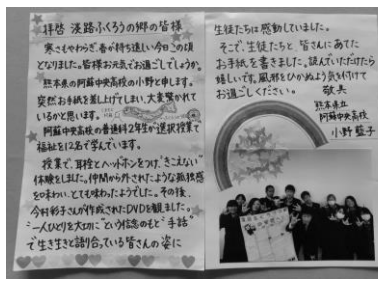 拝啓 淡路ふくろうの郷の皆様
寒さもやわらぎ、春が待ち遠しい今日この頃
となりました。皆様お元気でお過ごしでしょうか。
熊本県の阿蘇中央高校の小野と申します。
突然お手紙を差し上げてしまい、大変驚かれて
いるかと思います。
阿蘇中央高校の普通科2年生が選択授業で
福祉を12名で学んでいます。
授業で、耳栓とヘッドホンをつけ、“きこえない”
体験をしました。仲間から外されたような孤独感
を味わい、とても味わったようでした。その後、
今村彩子さんが作成されたDVDを観ました。
“一人ひとりを大切に”という信念のもと“手話”
で生き生きと語り合っている皆さんの姿に
生徒たちは感動していました。
そこで、生徒たちと、皆さんにあてた
お手紙を書きました。読んでいただけたら
嬉しいです。風邪をひかぬよう気を付けて
お過ごしください。
敬具
熊本県立
阿蘇中央高校
小野 藍子